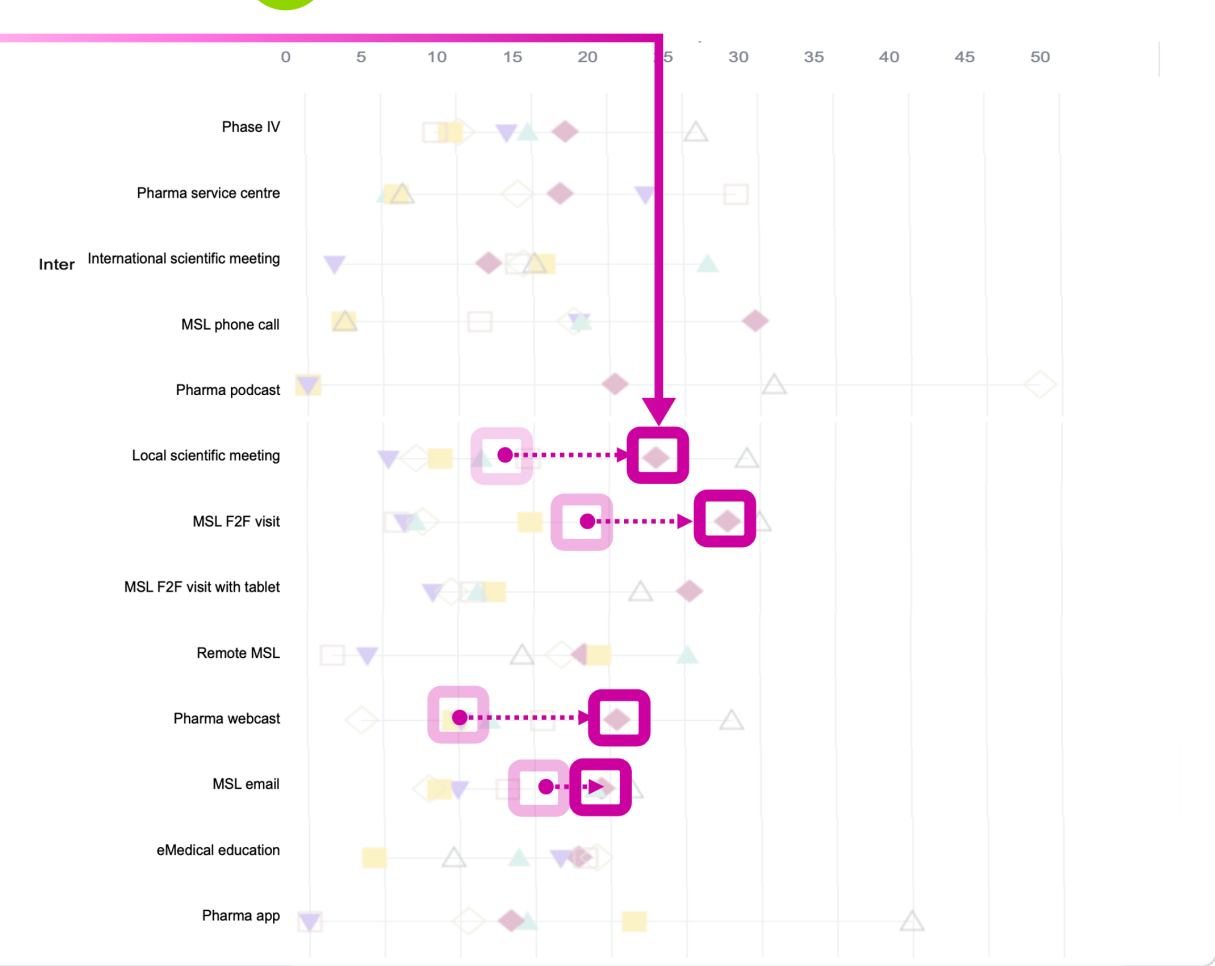 0 5 10 15 20 5 30 35 40 45 50
Phase IV
Pharma service centre
Inter International scientific meeting
MSL phone call
Pharma podcast
Local scientific meeting
MSL F2F visit
MSL F2F visit with tablet
Remote MSL
Pharma webcast
MSL email
eMedical education
Pharma app